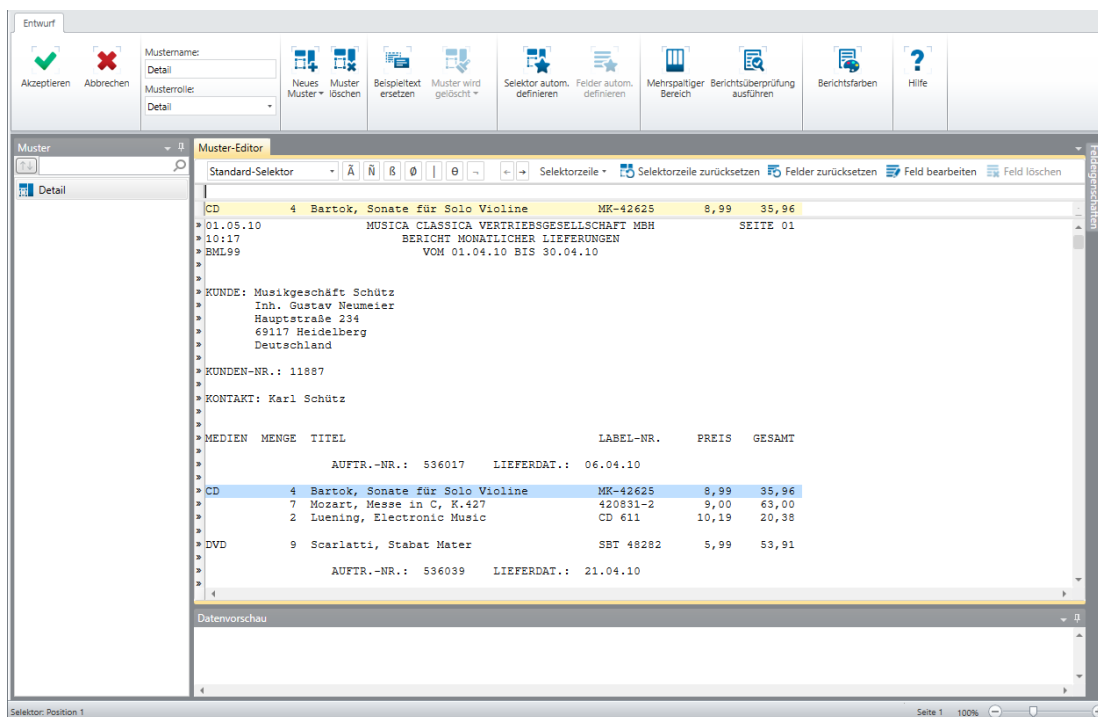 Entwurf
Akzeptieren
Abbrechen
Mustername:
Detail
Musterrolle:
Detail
Neues Muster
Muster löschen
Beispieltext ersetzen
Muster wird gelöscht
Selektor autom. definieren
Felder autom. definieren
Mehrspaltiger Bereich
Berichtsüberprüfung ausführen
Berichtsfarben
Hilfe
Muster
Detail
Muster-Editor
Standard-Selektor Ã Ñ ß Ø | θ ¬ ← → Selektorzeile Selektorzeile zurücksetzen Felder zurücksetzen Feld bearbeiten Feld löschen
CD 4 Bartok, Sonate für Solo Violine MK-42625 8,99 35,96
01.05.10 MUSICA CLASSICA VERTRIEBSGESELLSCHAFT MBH SEITE 01
10:17 BERICHT MONATLICHER LIEFERUNGEN
BML99 VOM 01.04.10 BIS 30.04.10
KUNDE: Musikgeschäft Schütz
Inh. Gustav Neumeier
Hauptstraße 234
69117 Heidelberg
Deutschland
KUNDEN-NR.: 11887
KONTAKT: Karl Schütz
MEDIEN MENGE TITEL LABEL-NR. PREIS GESAMT
AUFTR.-NR.: 536017 LIEFERDAT.: 06.04.10
CD 4 Bartok, Sonate für Solo Violine MK-42625 8,99 35,96
7 Mozart, Messe in C, K.427 420831-2 9,00 63,00
2 Luening, Electronic Music CD 611 10,19 20,38
DVD 9 Scarlatti, Stabat Mater SBT 48282 5,99 53,91
AUFTR.-NR.: 536039 LIEFERDAT.: 21.04.10
Feldeigenschaften
Datenvorschau
Selektor: Position 1
Seite 1 100%